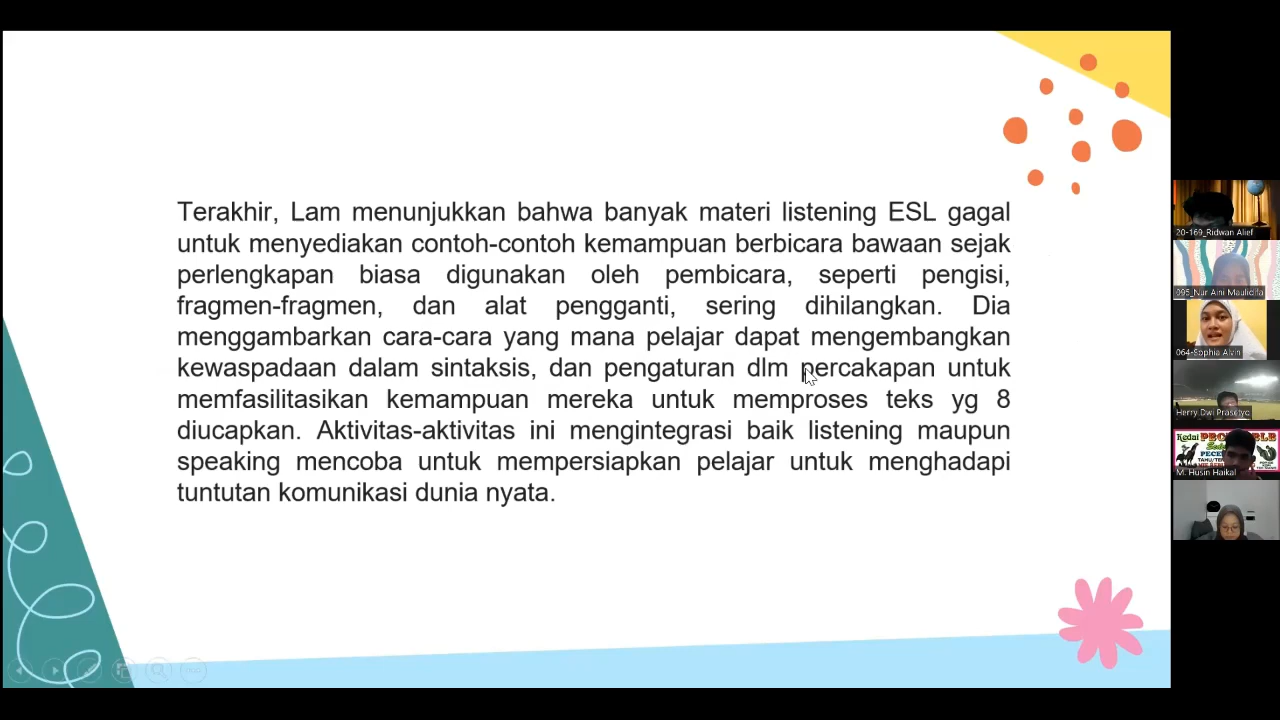 Terakhir, Lam menunjukkan bahwa banyak materi listening ESL gagal
untuk menyediakan contoh-contoh kemampuan berbicara bawaan sejak
perlengkapan biasa digunakan oleh pembicara, seperti pengisi,
fragmen-fragmen, dan alat pengganti, sering dihilangkan. Dia
menggambarkan cara-cara yang mana pelajar dapat mengembangkan
kewaspadaan dalam sintaksis, dan pengaturan dlm percakapan untuk
memfasilitasikan kemampuan mereka untuk memproses teks yg 8
diucapkan. Aktivitas-aktivitas ini mengintegrasi baik listening maupun
speaking mencoba untuk mempersiapkan pelajar untuk menghadapi
tuntutan komunikasi dunia nyata.
20-169_Ridwan Alief
095_Nur Aini Maulidifa
064-Sophia Alvin
Herry Dwi Prasetyo
Kedai
TAHU/TE
M. Husin Haikal